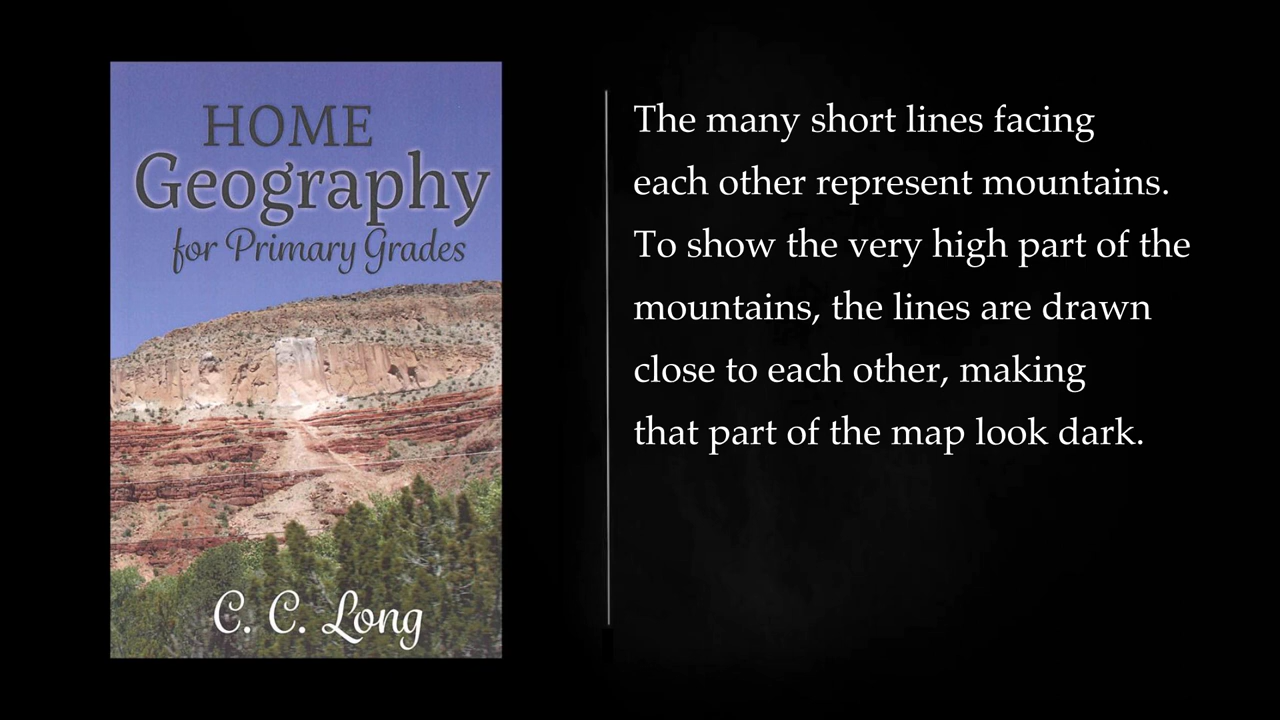 HOME
Geography
for Primary Grades
C. C. Long
The many short lines facing
each other represent mountains.
To show the very high part of the
mountains, the lines are drawn
close to each other, making
that part of the map look dark.